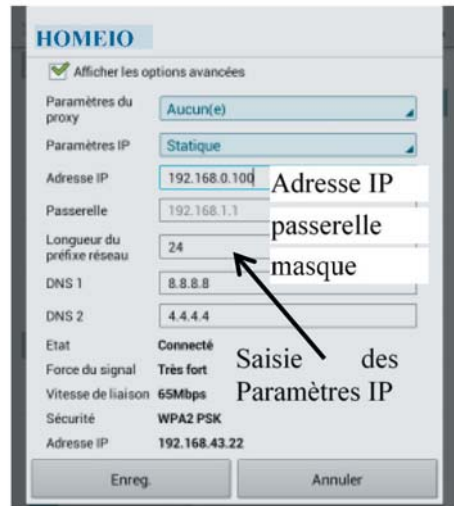 HOMEIO
Afficher les options avancées
Paramètres du proxy
Aucun(e)
Paramètres IP
Statique
Adresse IP
192.168.0.100
Adresse IP
Passerelle
192.168.1.1
passerelle
Longueur du préfixe réseau
24
masque
DNS 1
8.8.8.8
DNS 2
4.4.4.4
Etat
Connecté
Saisie des
Paramètres IP
Force du signal
Très fort
Vitesse de liaison
65Mbps
Sécurité
WPA2 PSK
Adresse IP
192.168.43.22
Enreg.
Annuler